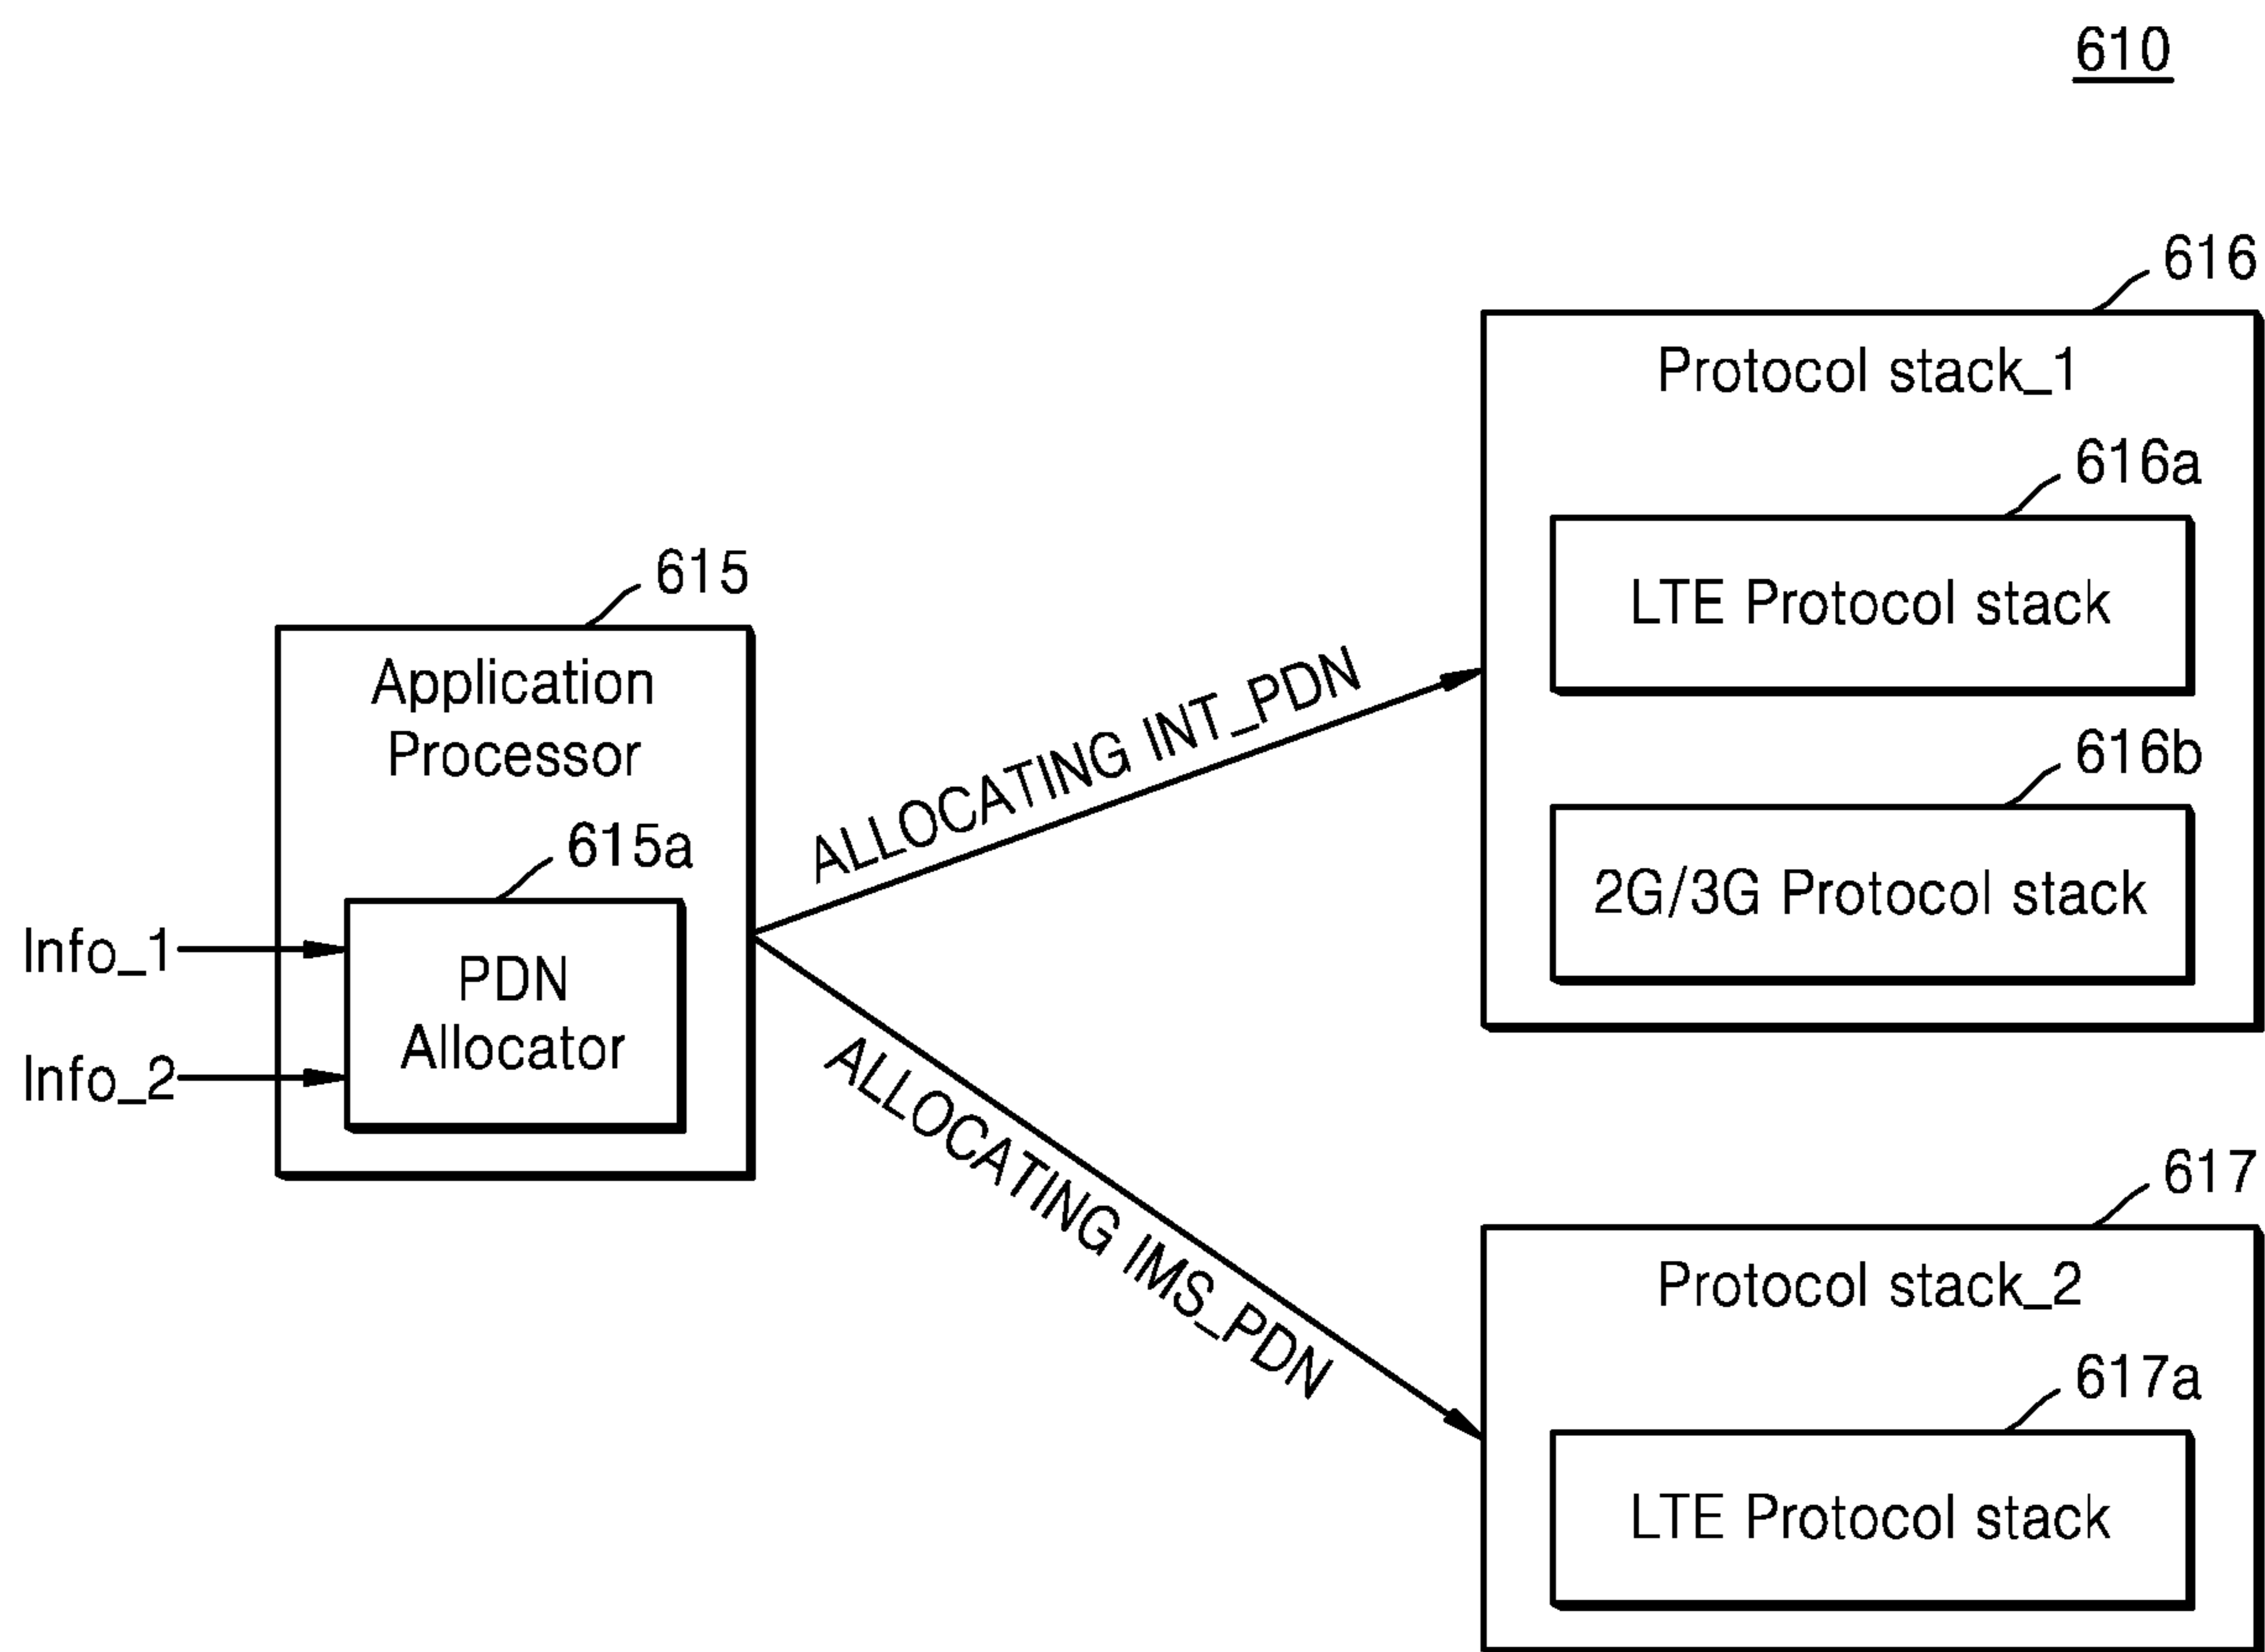 610
616
Protocol stack_1
616a
LTE Protocol stack
616b
2G/3G Protocol stack
615
Application
Processor
615a
PDN
Allocator
Info_1
Info_2
ALLOCATING INT_PDN
ALLOCATING IMS_PDN
617
Protocol stack_2
617a
LTE Protocol stack